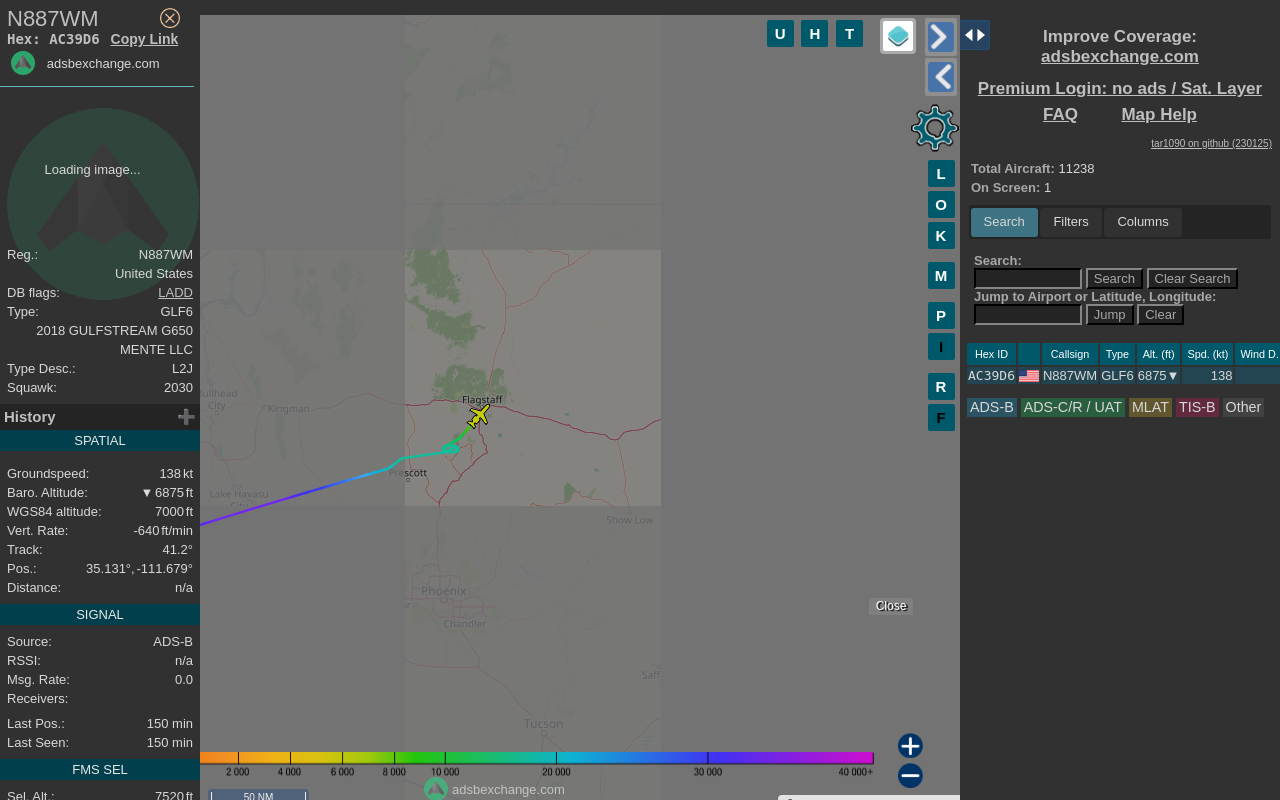 N887WM
Hex: AC39D6 Copy Link
adsbexchange.com
Loading image...
Reg.: N887WM
United States
DB flags: LADD
Type: GLF6
2018 GULFSTREAM G650
MENTE LLC
Type Desc.: L2J
Squawk: 2030
History
SPATIAL
Groundspeed: 138 kt
Baro. Altitude: ▼ 6875 ft
WGS84 altitude: 7000 ft
Vert. Rate: -640 ft/min
Track: 41.2°
Pos.: 35.131°, -111.679°
Distance: n/a
SIGNAL
Source: ADS-B
RSSI: n/a
Msg. Rate: 0.0
Receivers:
Last Pos.: 150 min
Last Seen: 150 min
FMS SEL
Sel. Alt.: 7520 ft
U H T
L
O
K
M
P
I
R
F
City
Kingman
Flagstaff
Prescott
Lake Havasu
City
Show Low
Phoenix
Chandler
Tucson
Close
2 000 4 000 6 000 8 000 10 000 20 000 30 000 40 000+
adsbexchange.com
50 NM
Improve Coverage:
adsbexchange.com
Premium Login: no ads / Sat. Layer
FAQ Map Help
tar1090 on github (230125)
Total Aircraft: 11238
On Screen: 1
Search Filters Columns
Search:
Search Clear Search
Jump to Airport or Latitude, Longitude:
Jump Clear
Hex ID Callsign Type Alt. (ft) Spd. (kt) Wind D.
AC39D6 N887WM GLF6 6875▼ 138
ADS-B ADS-C/R / UAT MLAT TIS-B Other